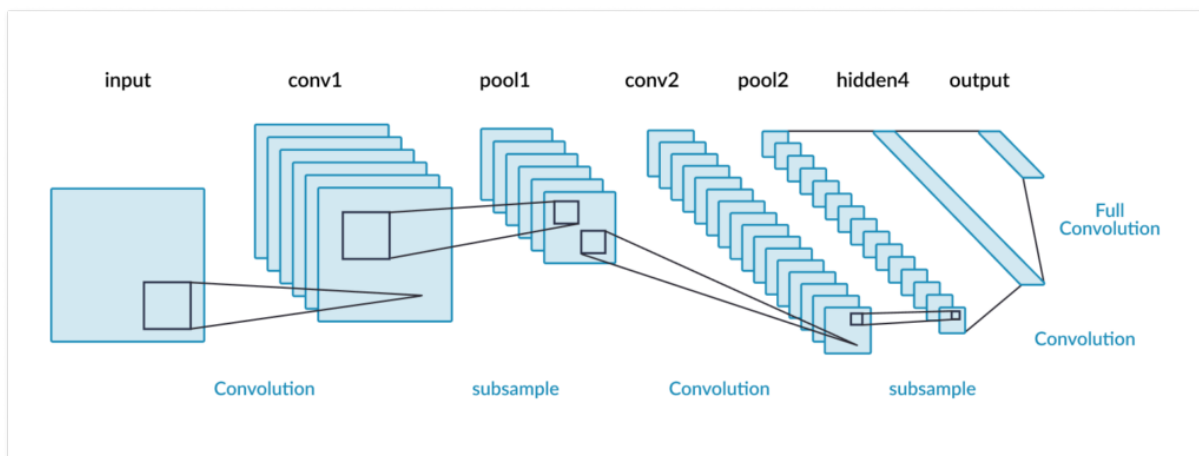 input
conv1
pool1
conv2
pool2
hidden4
output
Full
Convolution
Convolution
Convolution
subsample
Convolution
subsample